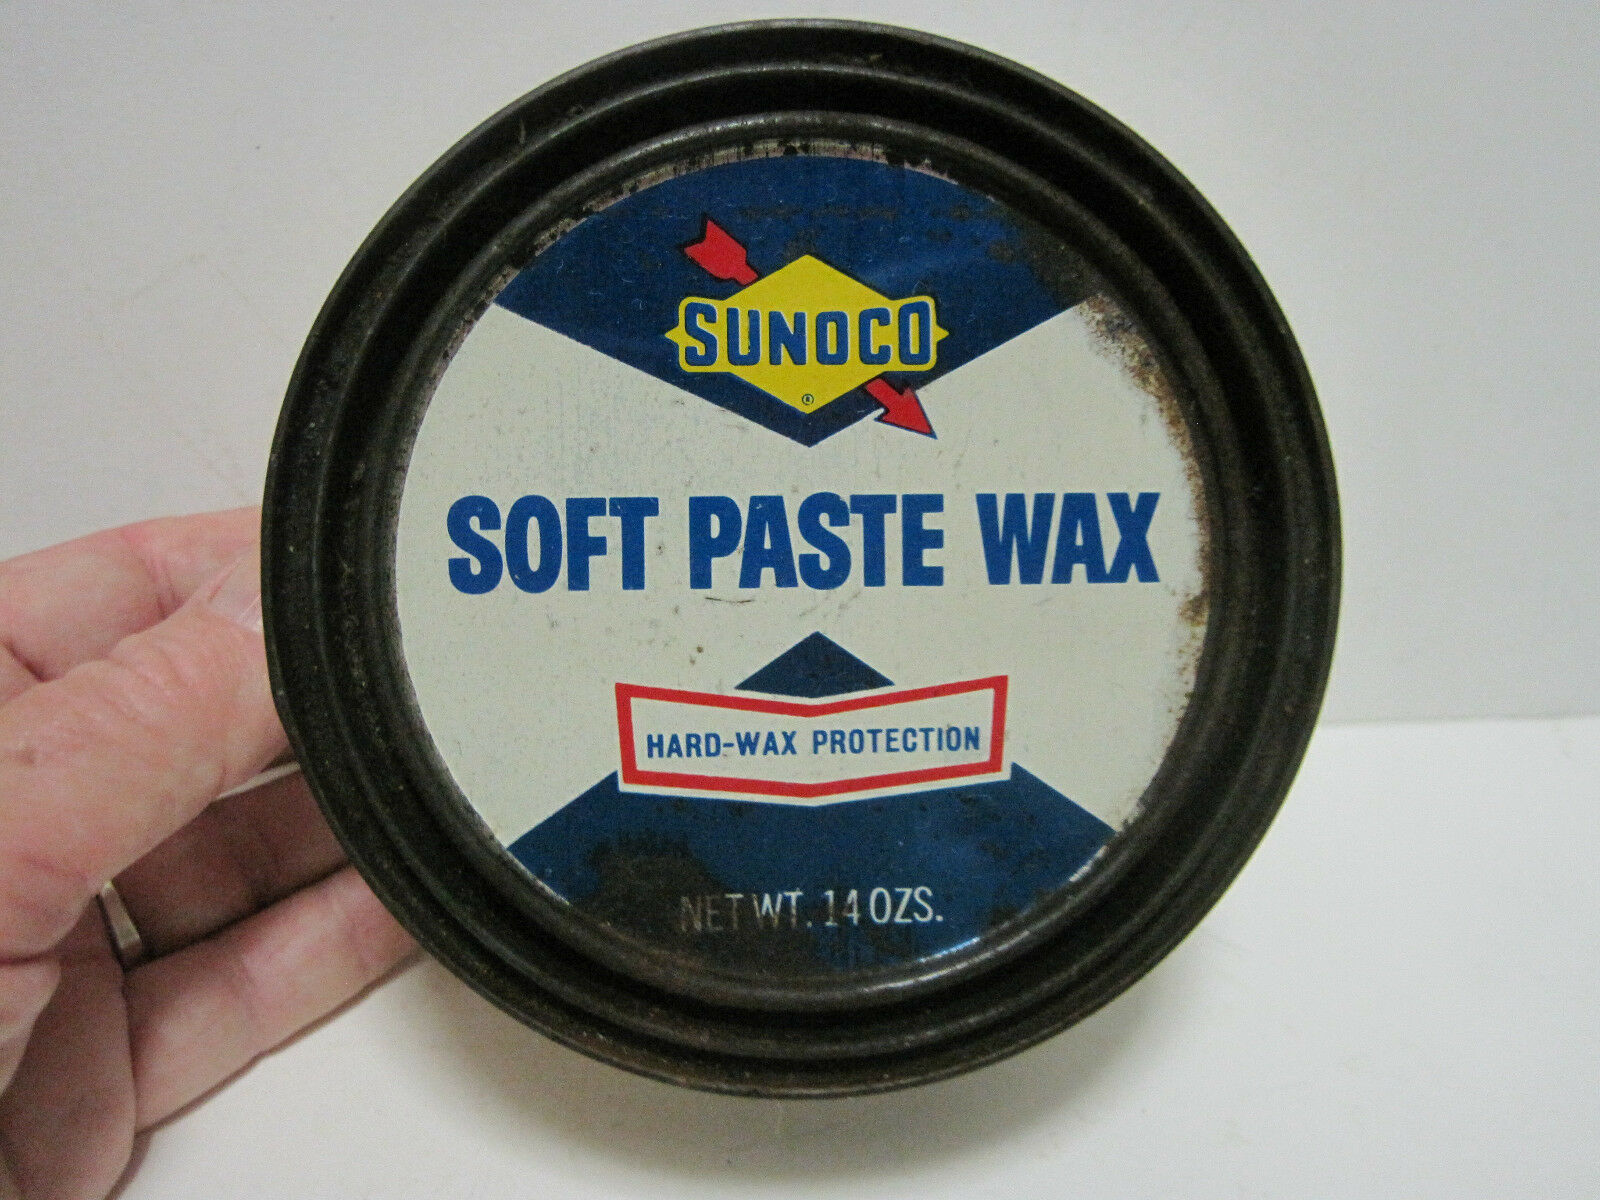 SUNOCO
®
SOFT PASTE WAX
HARD-WAX PROTECTION
NET WT. 14 OZS.